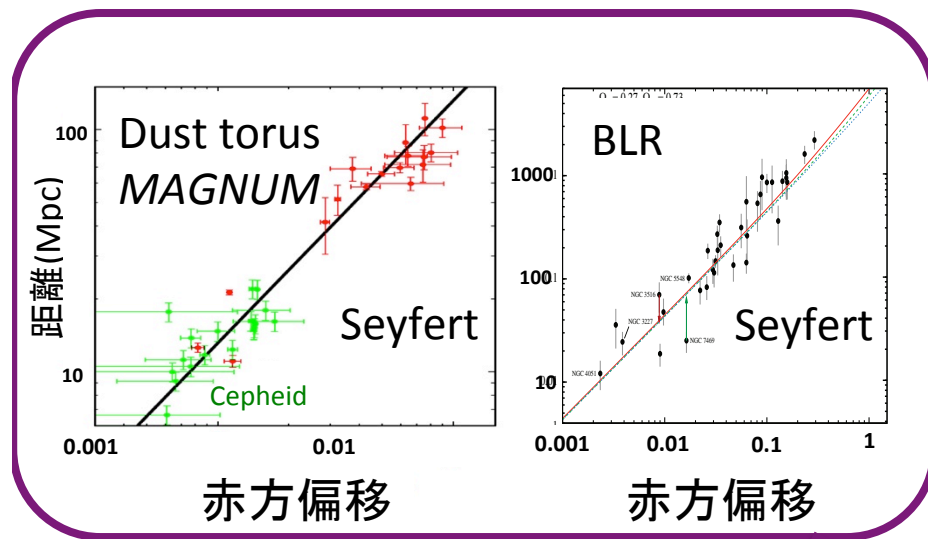 Dust torus
MAGNUM
Seyfert
Cepheid
距離(Mpc)
100
10
0.001
0.01
赤方偏移
BLR
Seyfert
NGC 5548
NGC 3516
NGC 3227
NGC 7469
NGC 4051
1000
100
10
0.001
0.01
0.1
1
赤方偏移